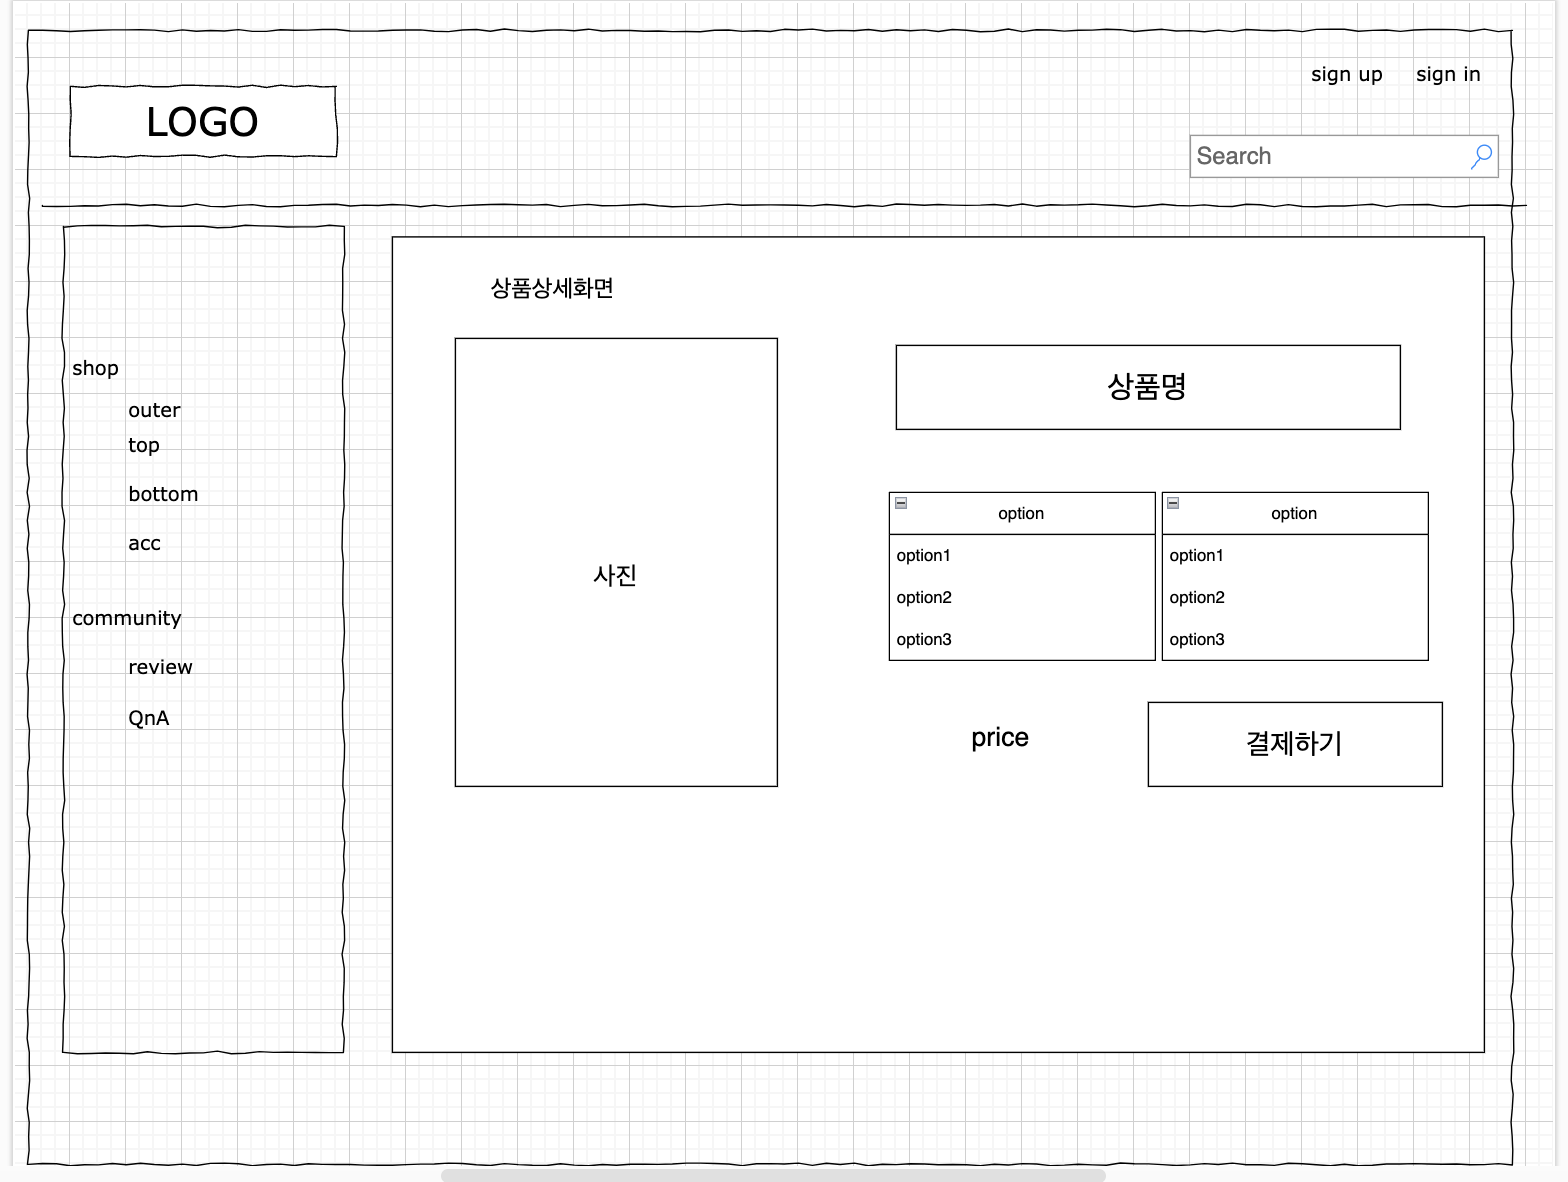 sign up
sign in
LOGO
Search
shop
outer
top
bottom
acc
community
review
QnA
상품상세화면
사진
상품명
option
option1
option2
option3
option
option1
option2
option3
price
결제하기